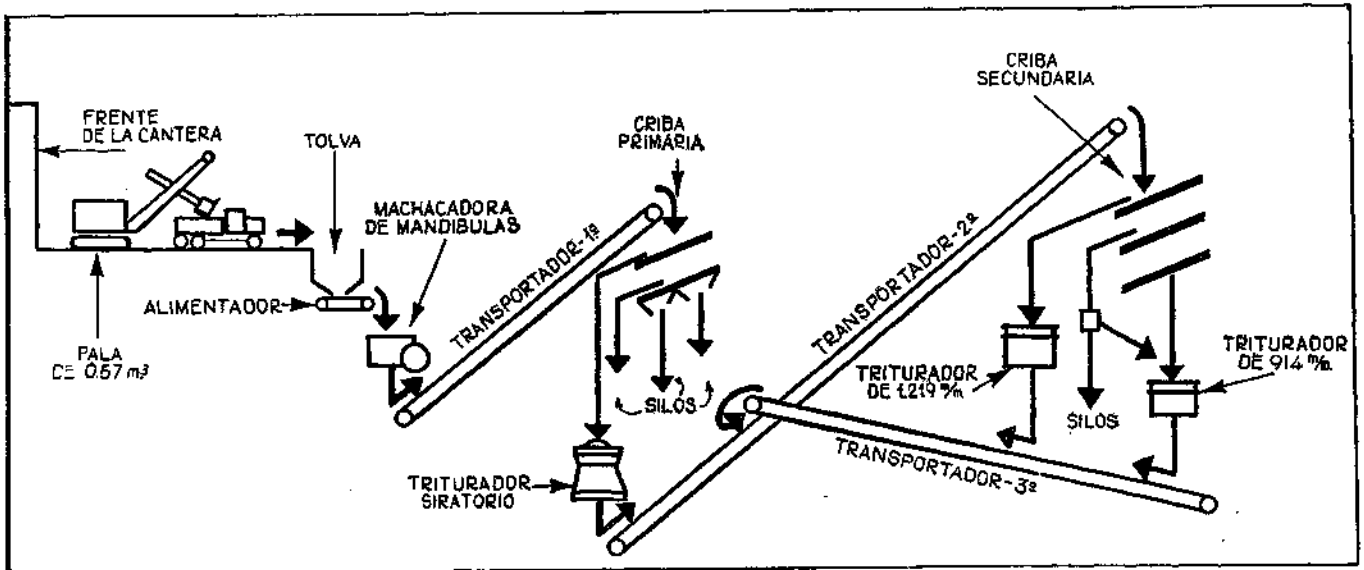 FRENTE
DE LA CANTERA
TOLVA
MACHACADORA
DE MANDIBULAS
ALIMENTADOR
PALA
DE 0.57 m³
TRANSPORTADOR-1º
CRIBA
PRIMARIA
SILOS
TRITURADOR
SIRATORIO
TRANSPORTADOR-2º
CRIBA
SECUNDARIA
TRITURADOR
DE 1.219 m/m
SILOS
TRITURADOR
DE 914 m/m.
TRANSPORTADOR-3º